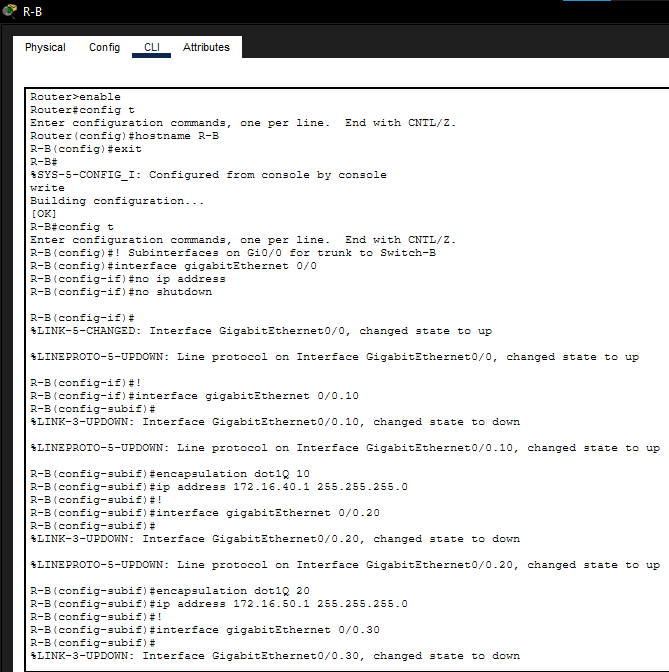 R-B
Physical Config CLI Attributes
Router>enable
Router#config t
Enter configuration commands, one per line.  End with CNTL/Z.
Router(config)#hostname R-B
R-B(config)#exit
R-B#
%SYS-5-CONFIG_I: Configured from console by console
write
Building configuration...
[OK]
R-B#config t
Enter configuration commands, one per line.  End with CNTL/Z.
R-B(config)#! Subinterfaces on Gi0/0 for trunk to Switch-B
R-B(config)#interface gigabitEthernet 0/0
R-B(config-if)#no ip address
R-B(config-if)#no shutdown
R-B(config-if)#
%LINK-5-CHANGED: Interface GigabitEthernet0/0, changed state to up
%LINEPROTO-5-UPDOWN: Line protocol on Interface GigabitEthernet0/0, changed state to up
R-B(config-if)#!
R-B(config-if)#interface gigabitEthernet 0/0.10
R-B(config-subif)#
%LINK-3-UPDOWN: Interface GigabitEthernet0/0.10, changed state to down
%LINEPROTO-5-UPDOWN: Line protocol on Interface GigabitEthernet0/0.10, changed state to up
R-B(config-subif)#encapsulation dot1Q 10
R-B(config-subif)#ip address 172.16.40.1 255.255.255.0
R-B(config-subif)#!
R-B(config-subif)#interface gigabitEthernet 0/0.20
R-B(config-subif)#
%LINK-3-UPDOWN: Interface GigabitEthernet0/0.20, changed state to down
%LINEPROTO-5-UPDOWN: Line protocol on Interface GigabitEthernet0/0.20, changed state to up
R-B(config-subif)#encapsulation dot1Q 20
R-B(config-subif)#ip address 172.16.50.1 255.255.255.0
R-B(config-subif)#!
R-B(config-subif)#interface gigabitEthernet 0/0.30
R-B(config-subif)#
%LINK-3-UPDOWN: Interface GigabitEthernet0/0.30, changed state to down